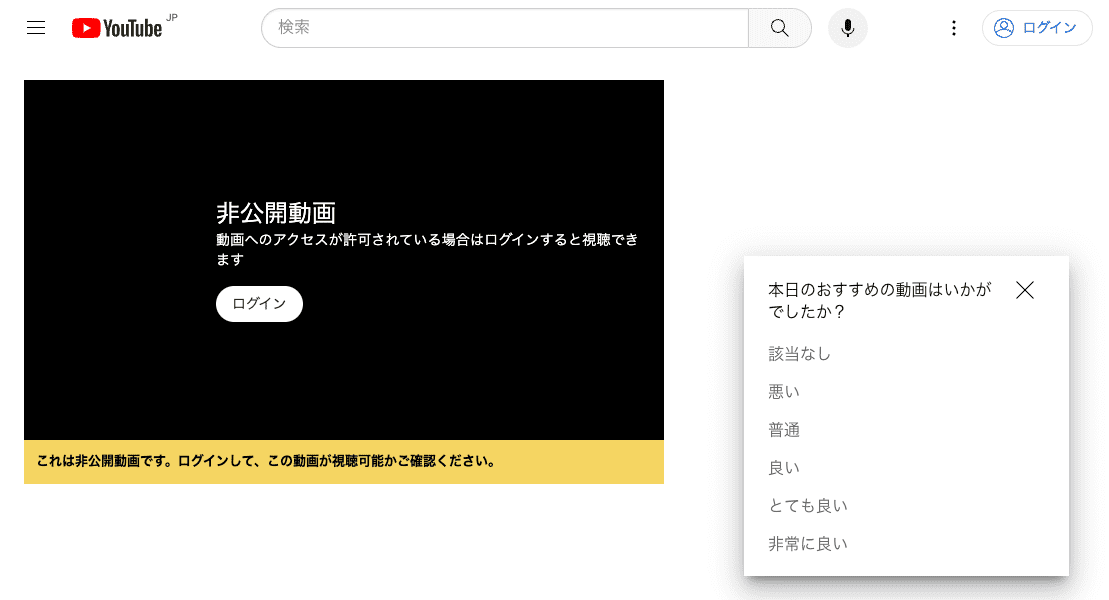 YouTube JP
検索
ログイン
非公開動画
動画へのアクセスが許可されている場合はログインすると視聴でき
ます
ログイン
これは非公開動画です。ログインして、この動画が視聴可能かご確認ください。
本日のおすすめの動画はいかが
でしたか？
該当なし
悪い
普通
良い
とても良い
非常に良い